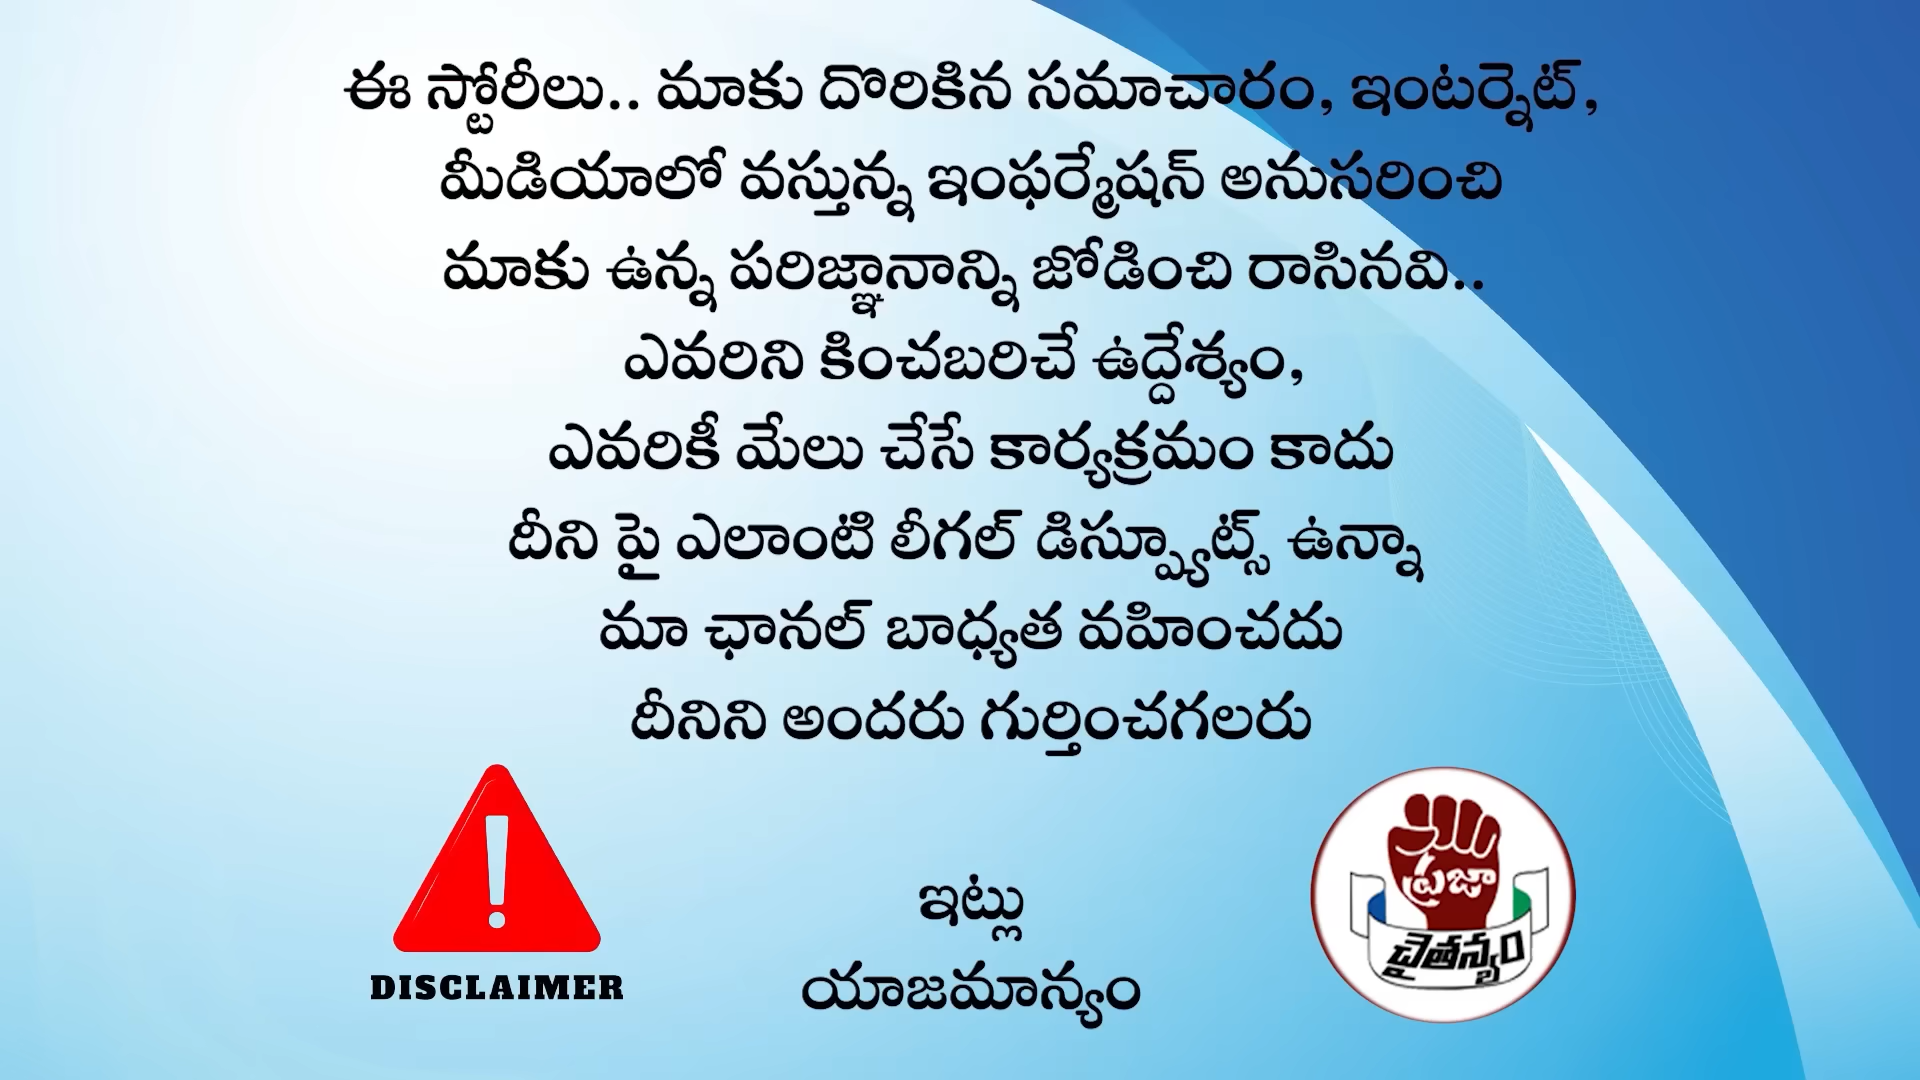 ఈ స్టోరీలు.. మాకు దొరికిన సమాచారం, ఇంటర్నెట్,
మీడియాలో వస్తున్న ఇంఫర్మేషన్ అనుసరించి
మాకు ఉన్న పరిజ్ఞానాన్ని జోడించి రాసినవి..
ఎవరిని కించబరిచే ఉద్దేశ్యం,
ఎవరికీ మేలు చేసే కార్యక్రమం కాదు
దీని పై ఎలాంటి లీగల్ డిస్ప్యూట్స్ ఉన్నా
మా ఛానల్ బాధ్యత వహించదు
దీనిని అందరు గుర్తించగలరు
ఇట్లు
యాజమాన్యం
DISCLAIMER
ప్రజా
చైతన్యం